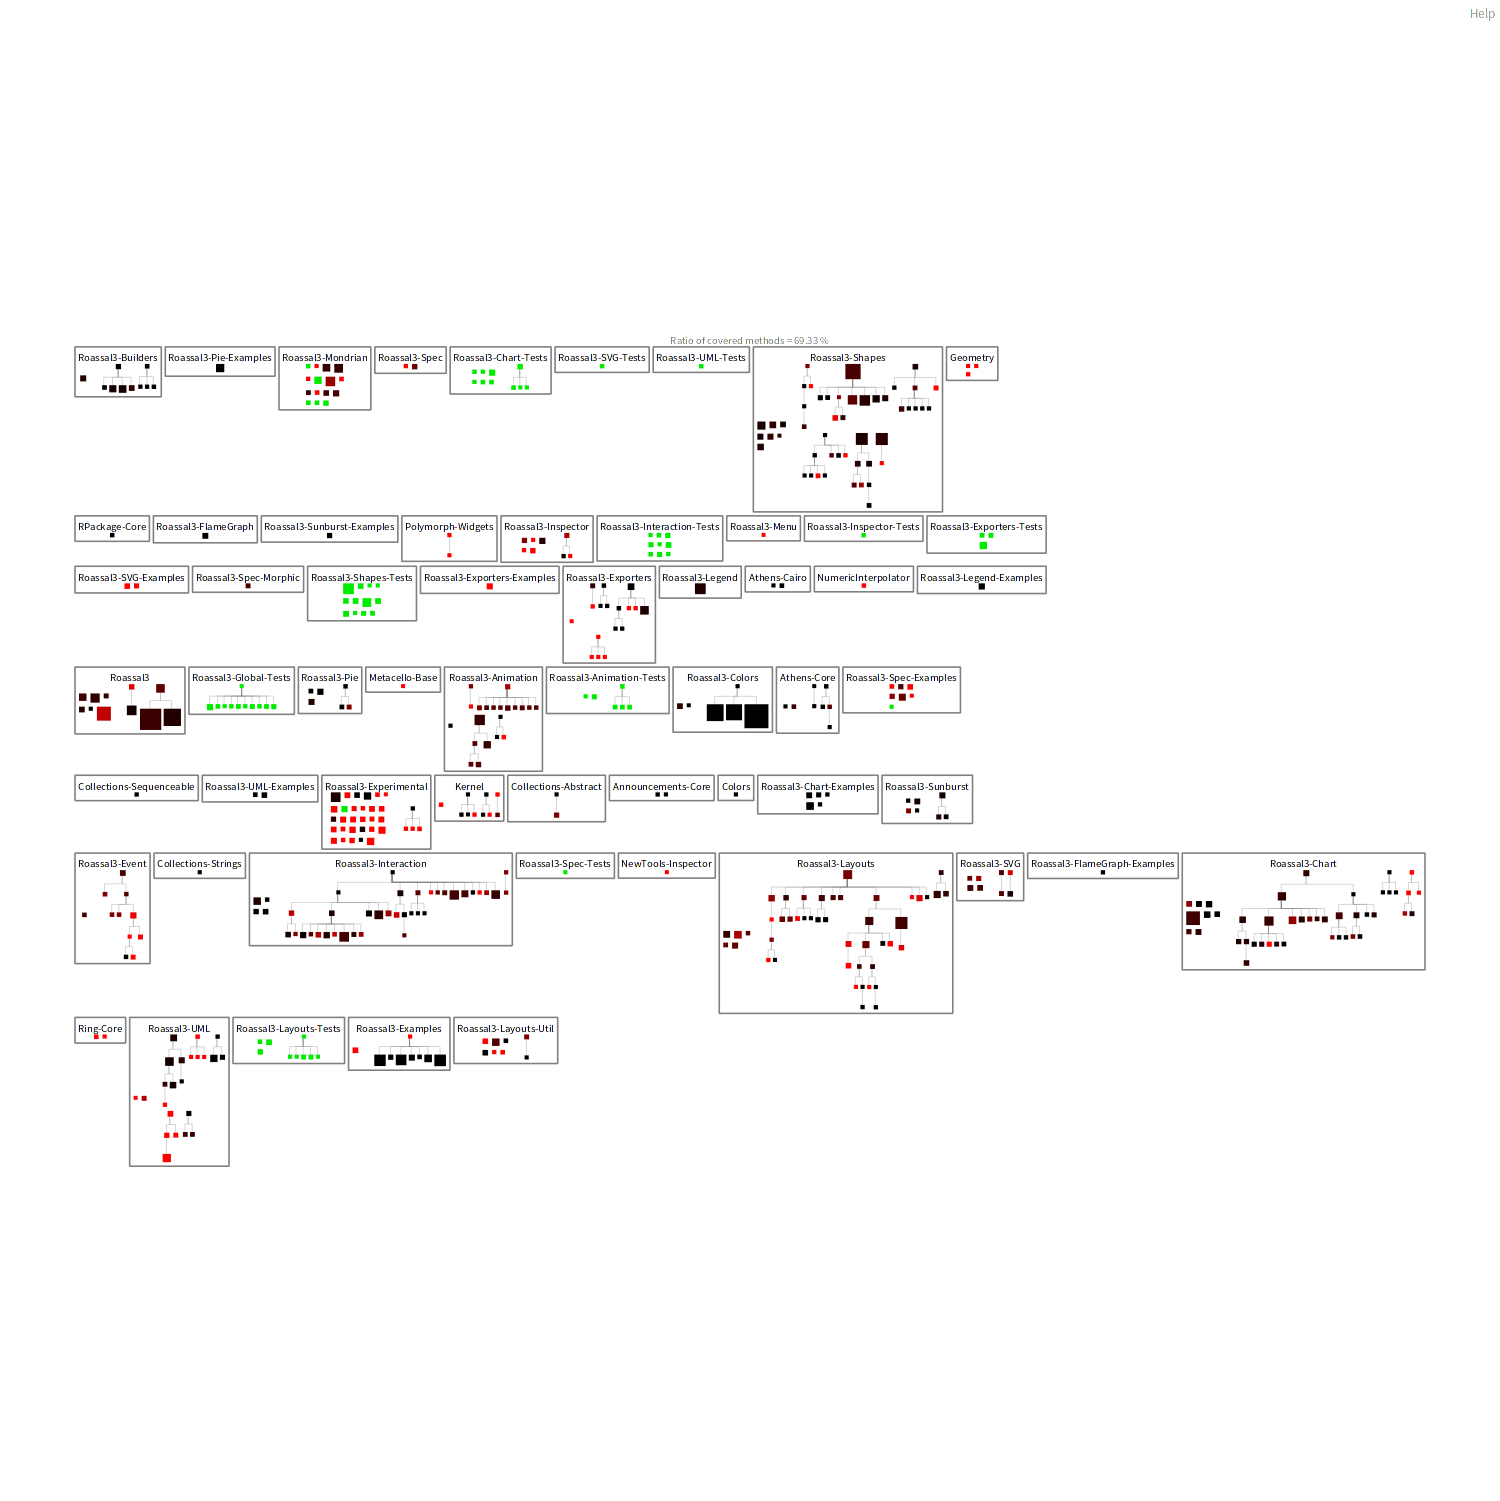 Help
Ratio of covered methods = 69.33 %
Roassal3-Builders Roassal3-Pie-Examples Roassal3-Mondrian Roassal3-Spec Roassal3-Chart-Tests Roassal3-SVG-Tests Roassal3-UML-Tests Roassal3-Shapes Geometry
RPackage-Core Roassal3-FlameGraph Roassal3-Sunburst-Examples Polymorph-Widgets Roassal3-Inspector Roassal3-Interaction-Tests Roassal3-Menu Roassal3-Inspector-Tests Roassal3-Exporters-Tests
Roassal3-SVG-Examples Roassal3-Spec-Morphic Roassal3-Shapes-Tests Roassal3-Exporters-Examples Roassal3-Exporters Roassal3-Legend Athens-Cairo NumericInterpolator Roassal3-Legend-Examples
Roassal3 Roassal3-Global-Tests Roassal3-Pie Metacello-Base Roassal3-Animation Roassal3-Animation-Tests Roassal3-Colors Athens-Core Roassal3-Spec-Examples
Collections-Sequenceable Roassal3-UML-Examples Roassal3-Experimental Kernel Collections-Abstract Announcements-Core Colors Roassal3-Chart-Examples Roassal3-Sunburst
Roassal3-Event Collections-Strings Roassal3-Interaction Roassal3-Spec-Tests NewTools-Inspector Roassal3-Layouts Roassal3-SVG Roassal3-FlameGraph-Examples Roassal3-Chart
Ring-Core Roassal3-UML Roassal3-Layouts-Tests Roassal3-Examples Roassal3-Layouts-Util